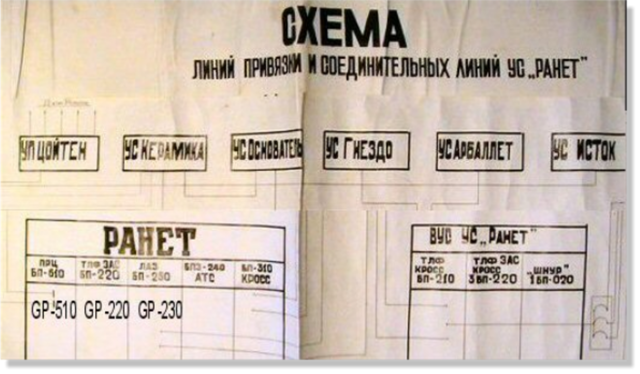 СХЕМА
ЛИНИЙ ПРИВЯЗКИ И СОЕДИНИТЕЛЬНЫХ ЛИНИЙ УС „РАНЕТ"
УП ЦОЙТЕН
УС КЕРАМИКА
УС ОСНОВАТЕЛЬ
УС ГНЕЗДО
УС АРБАЛЛЕТ
УС ИСТОК
РАНЕТ
ПРЦ ТЛФ ЗАС ЛАЗ БПЗ-240 БП-310
БП-510 БП-220 БП-230 АТС КРОСС
GP-510 GP-220 GP-230
ВУС УС „РАНЕТ"
ТЛФ ТЛФ ЗАС „ШНУР"
КРОСС КРОСС 1БП-020
БП-210 3БП-220